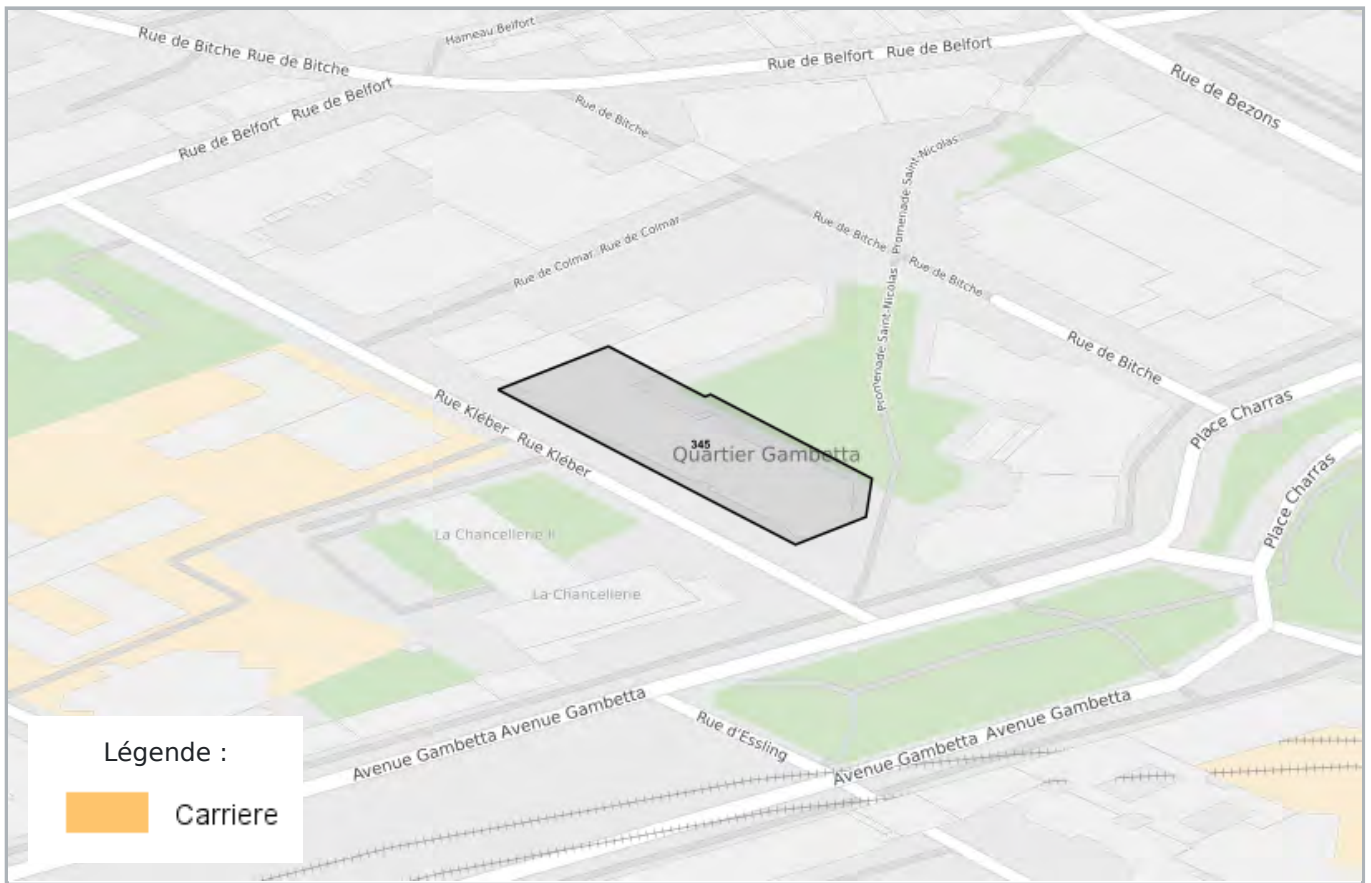 Hameau Belfort
Rue de Bitche Rue de Bitche
Rue de Belfort Rue de Belfort
Rue de Belfort Rue de Belfort
Rue de Bezons
Rue de Bitche
Promenade Saint-Nicolas Promenade Saint-Nicolas
Rue de Colmar Rue de Colmar
Rue de Bitche Rue de Bitche
Rue de Bitche
Place Charras
Place Charras
Rue Kléber Rue Kléber
345
Quartier Gambetta
La Chancellerie II
La Chancellerie
Avenue Gambetta Avenue Gambetta
Rue d'Essling
Avenue Gambetta Avenue Gambetta
Légende :
Carriere